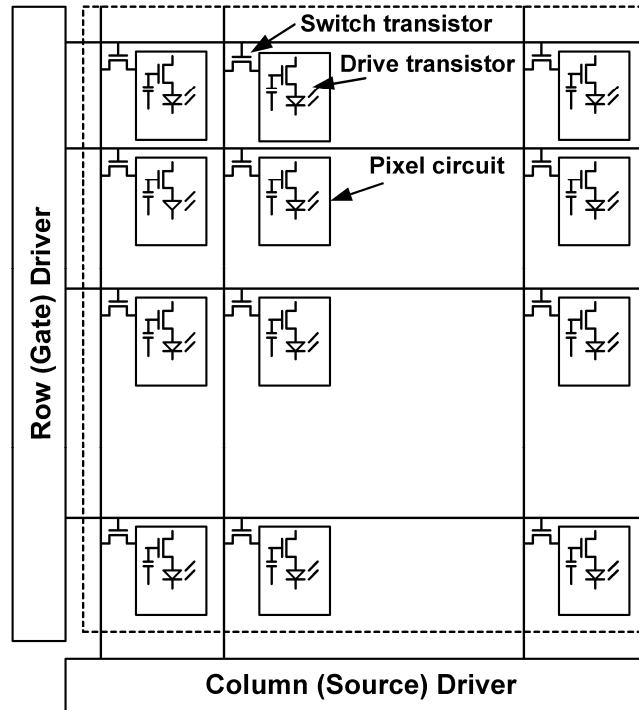 Switch transistor
Drive transistor
Pixel circuit
Row (Gate) Driver
Column (Source) Driver